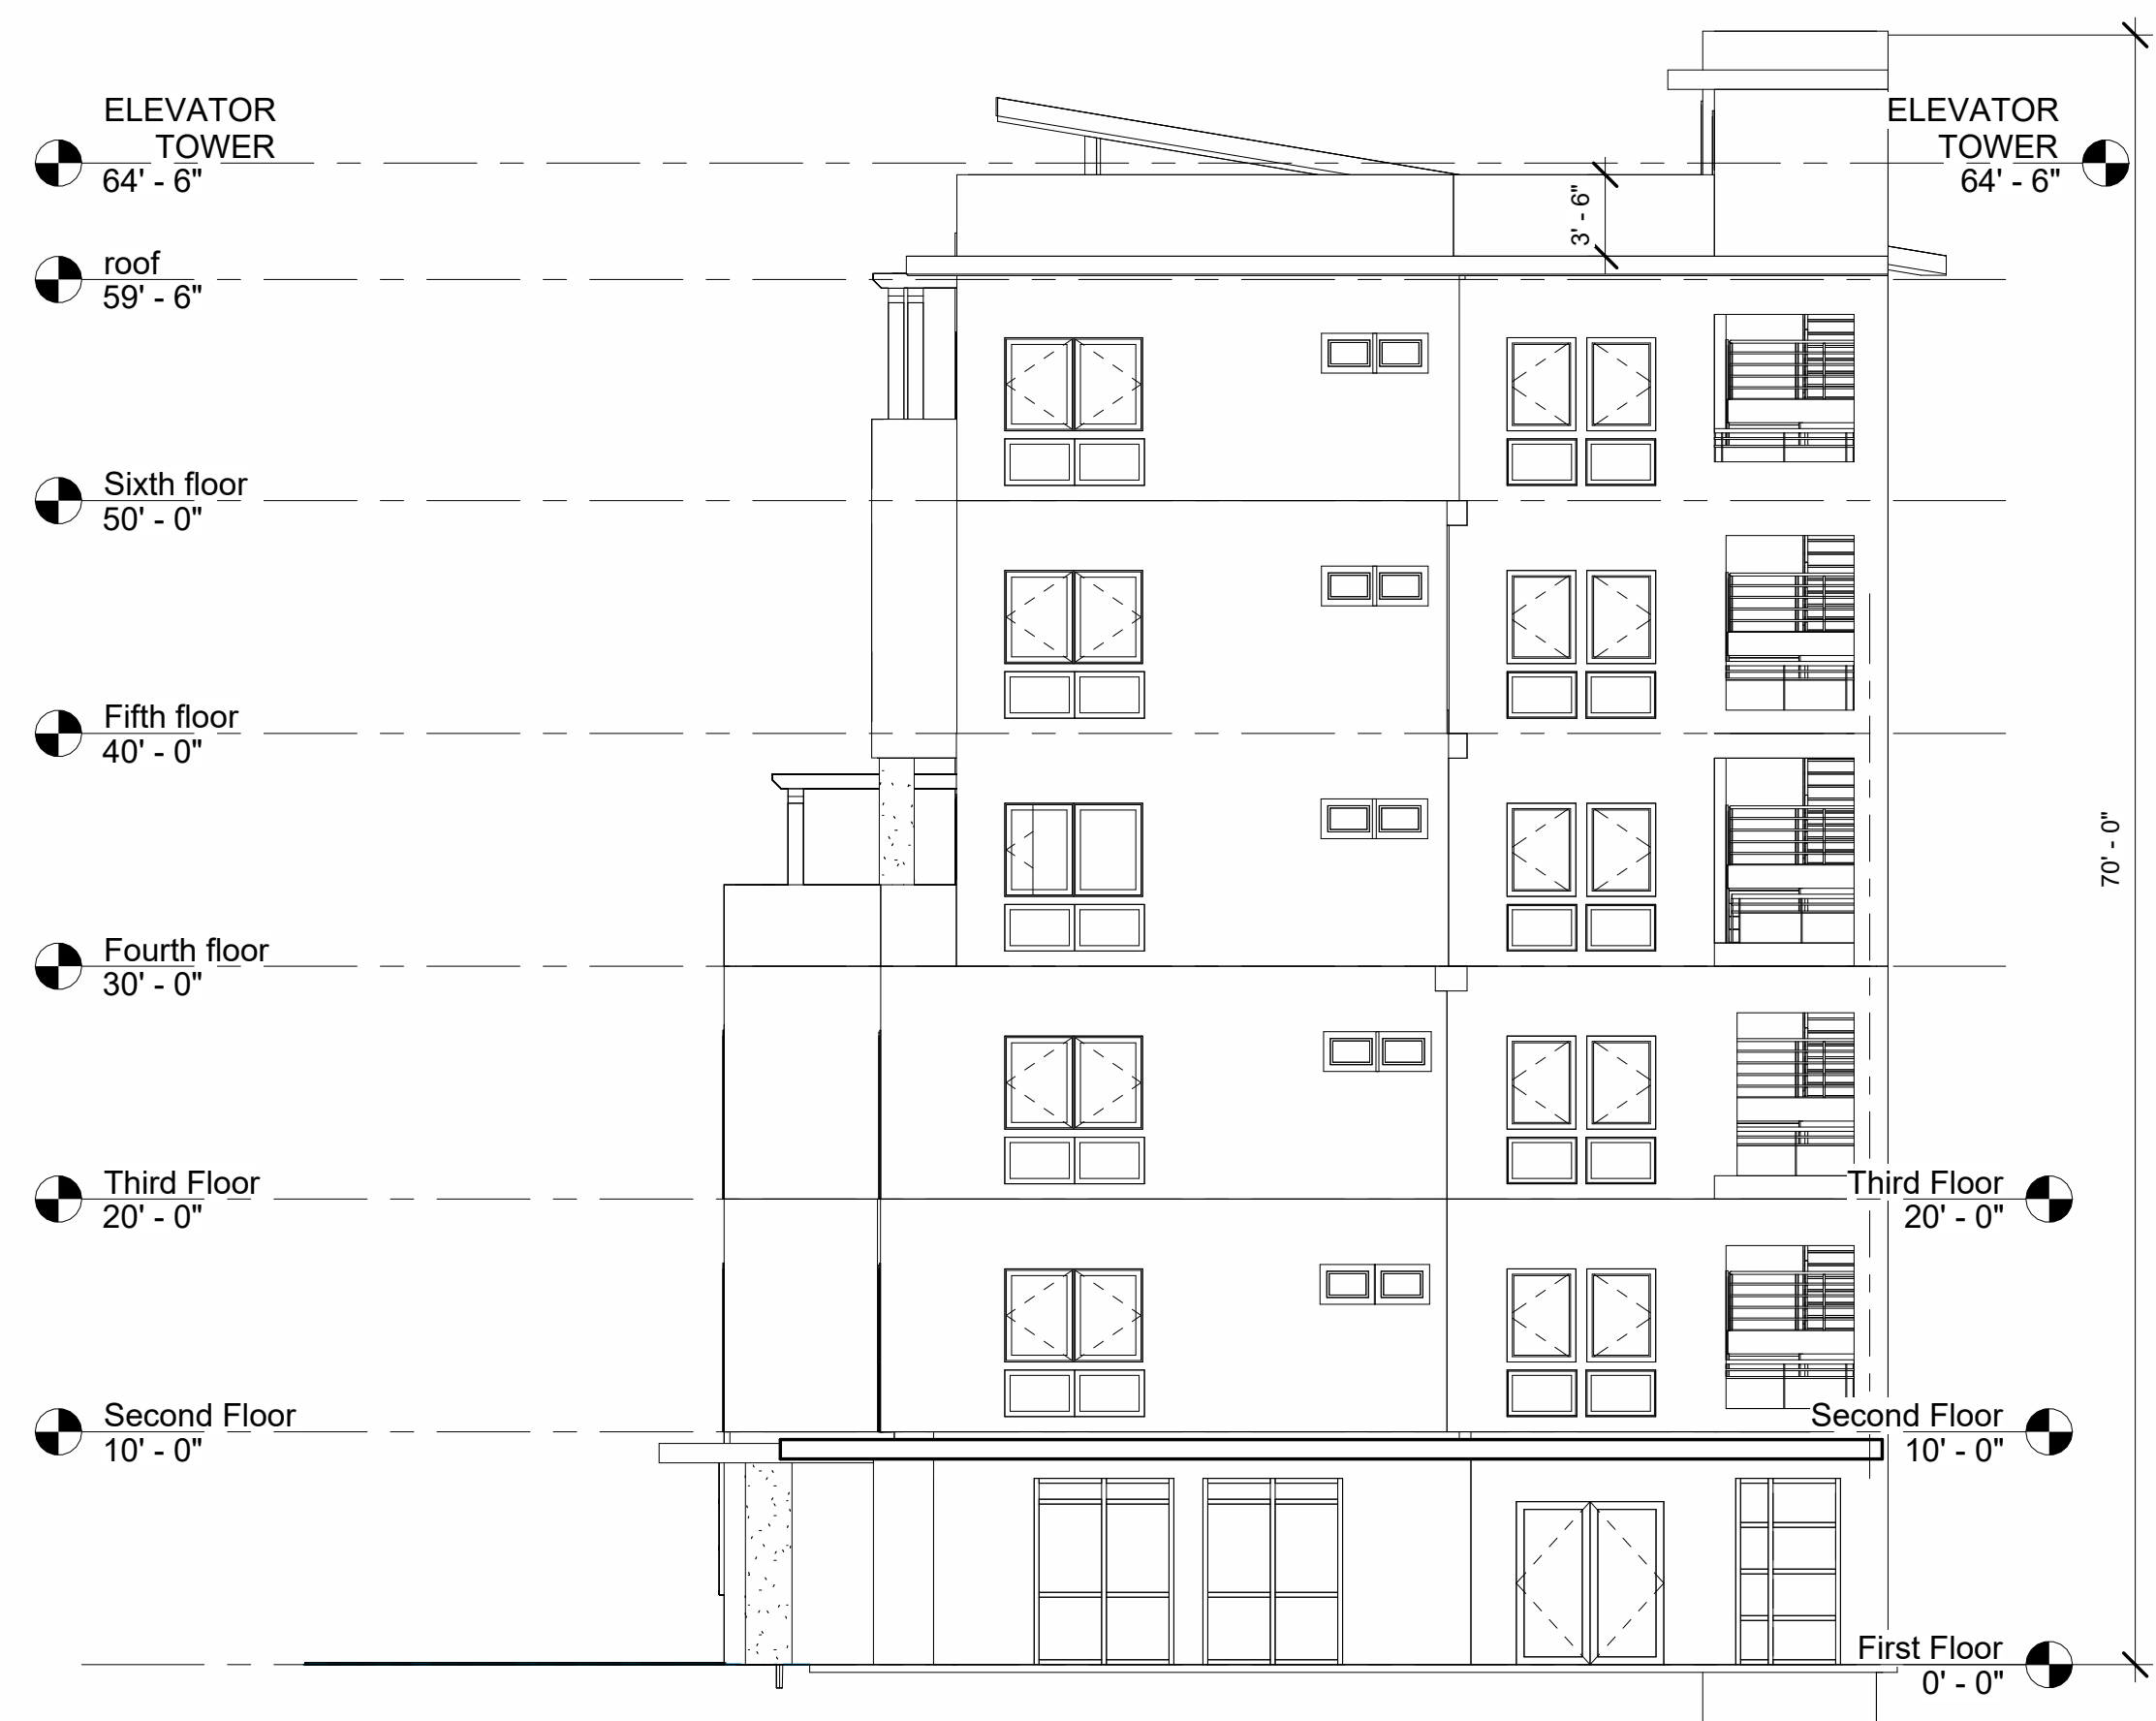 ELEVATOR
TOWER
64' - 6"
ELEVATOR
TOWER
64' - 6"
3' - 6"
roof
59' - 6"
Sixth floor
50' - 0"
Fifth floor
40' - 0"
70' - 0"
Fourth floor
30' - 0"
Third Floor
20' - 0"
Third Floor
20' - 0"
Second Floor
10' - 0"
Second Floor
10' - 0"
First Floor
0' - 0"